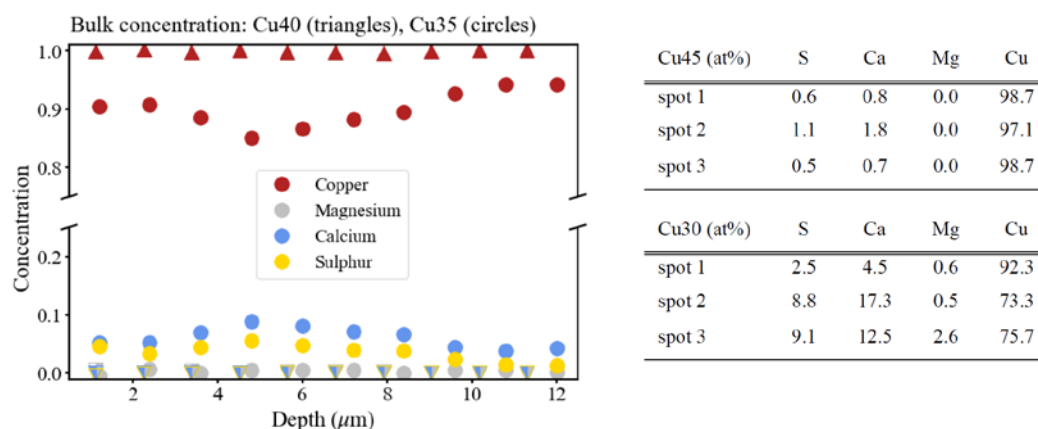 Bulk concentration: Cu40 (triangles), Cu35 (circles)
1.0
0.9
0.8
0.2
0.1
0.0
Concentration
Copper
Magnesium
Calcium
Sulphur
2 4 6 8 10 12
Depth (μm)
Cu45 (at%) S Ca Mg Cu
spot 1 0.6 0.8 0.0 98.7
spot 2 1.1 1.8 0.0 97.1
spot 3 0.5 0.7 0.0 98.7
Cu30 (at%) S Ca Mg Cu
spot 1 2.5 4.5 0.6 92.3
spot 2 8.8 17.3 0.5 73.3
spot 3 9.1 12.5 2.6 75.7